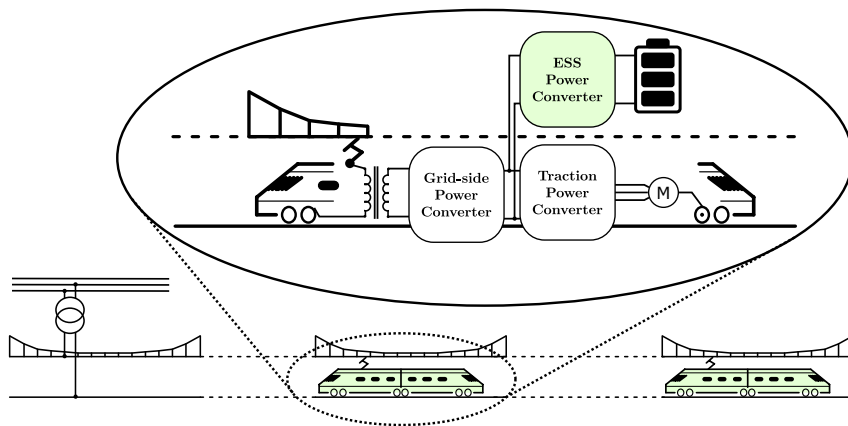 ESS
Power
Converter
Grid-side
Power
Converter
Traction
Power
Converter
M